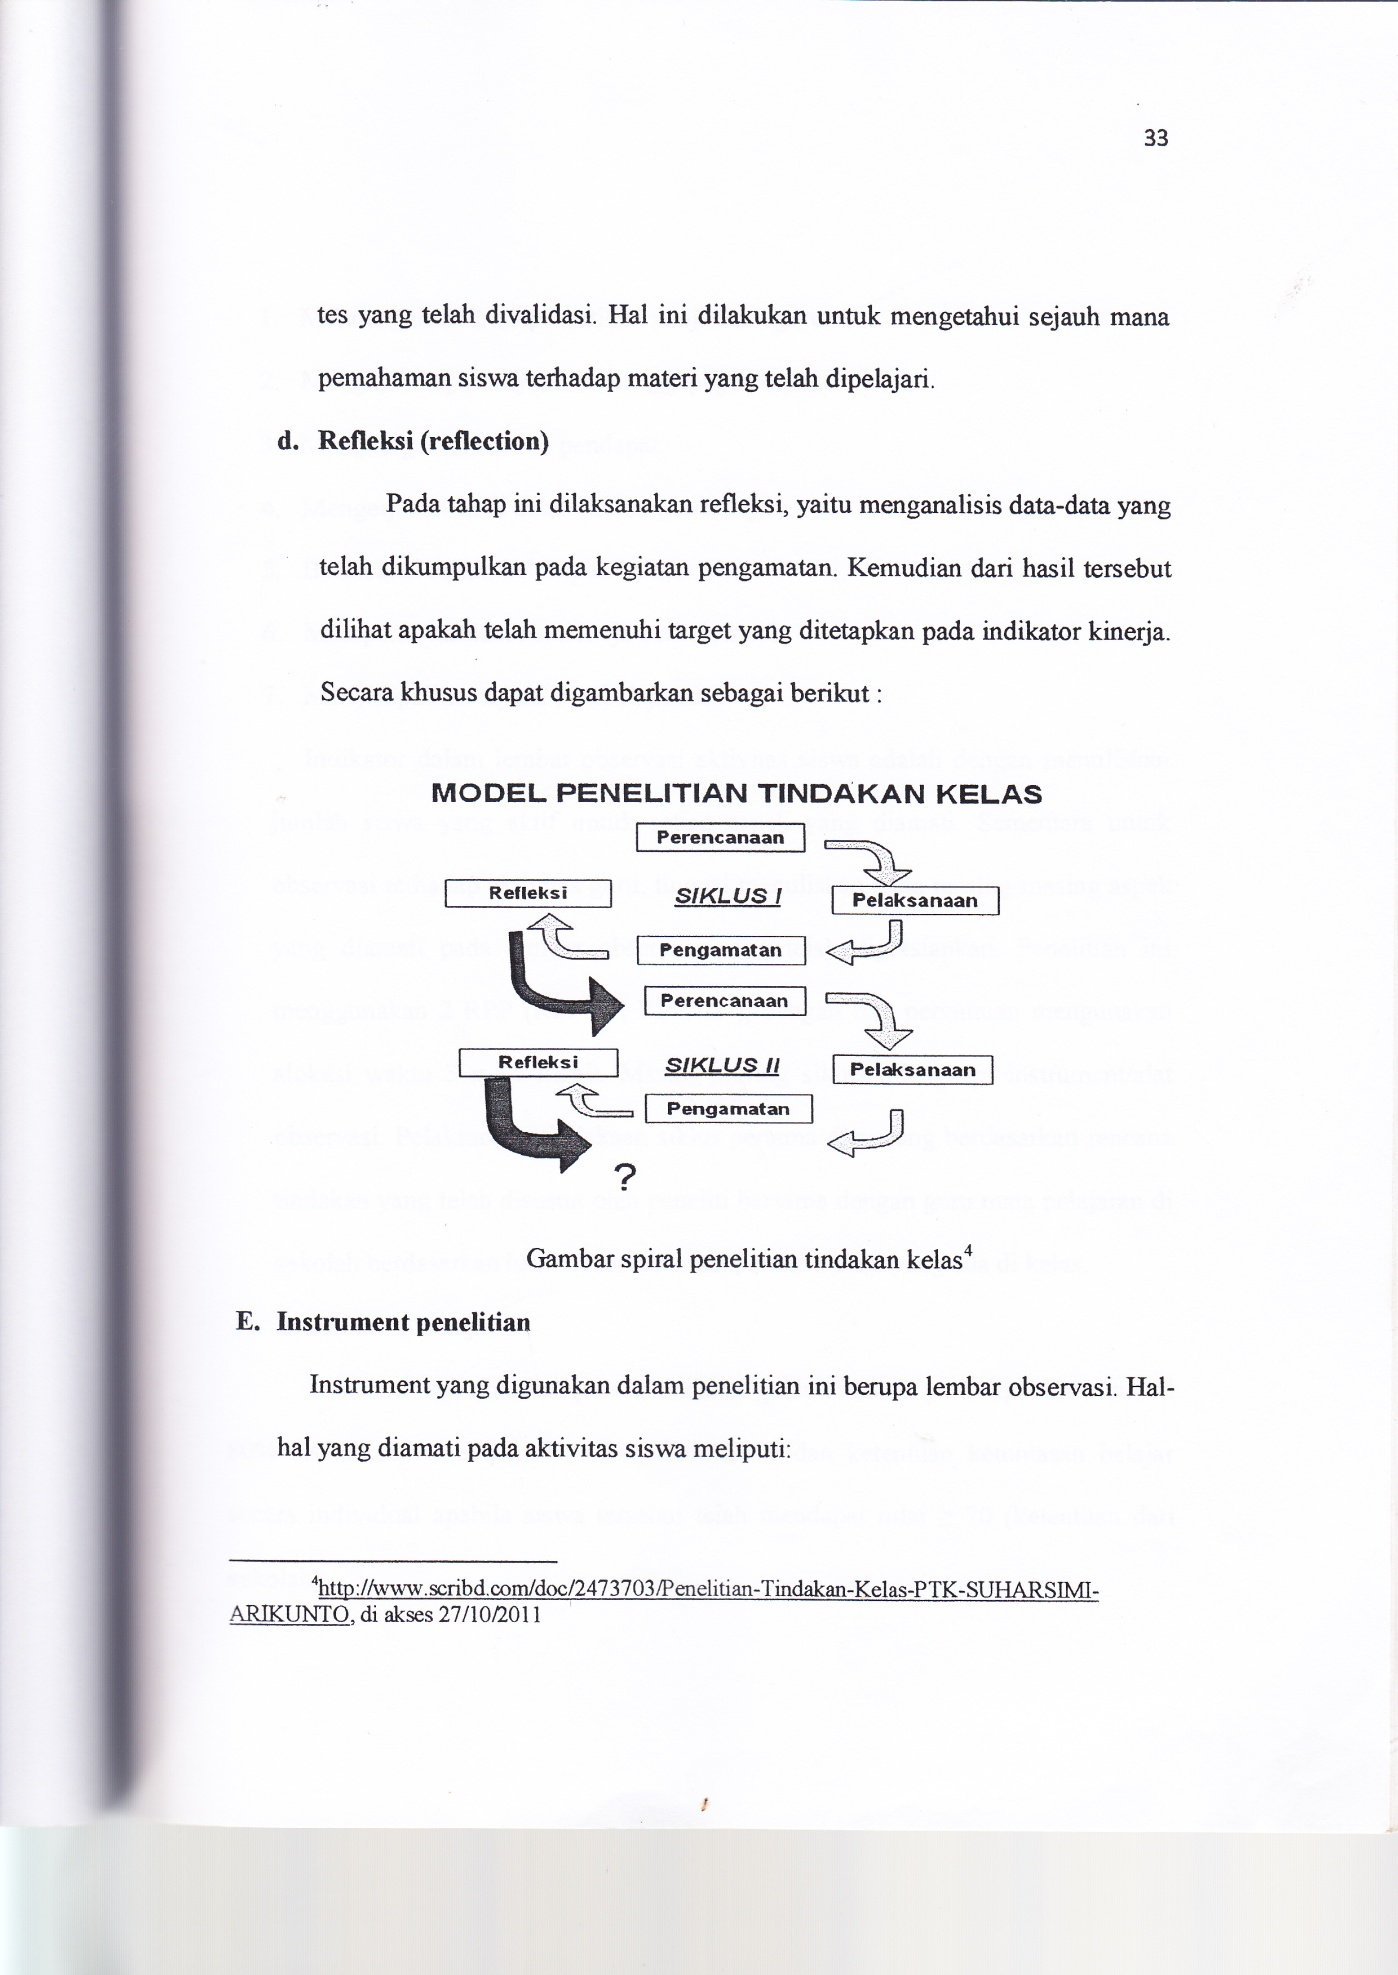 33
tes yang telah divalidasi. Hal ini dilakukan untuk mengetahui sejauh mana
pemahaman siswa terhadap materi yang telah dipelajari.
d. Refleksi (reflection)
Pada tahap ini dilaksanakan refleksi, yaitu menganalisis data-data yang
telah dikumpulkan pada kegiatan pengamatan. Kemudian dari hasil tersebut
dilihat apakah telah memenuhi target yang ditetapkan pada indikator kinerja.
Secara khusus dapat digambarkan sebagai berikut :
MODEL PENELITIAN TINDAKAN KELAS
Perencanaan
Refleksi SIKLUS I Pelaksanaan
Pengamatan
Perencanaan
Refleksi SIKLUS II Pelaksanaan
Pengamatan
?
Gambar spiral penelitian tindakan kelas⁴
E. Instrument penelitian
Instrument yang digunakan dalam penelitian ini berupa lembar observasi. Hal-
hal yang diamati pada aktivitas siswa meliputi:
⁴http://www.scribd.com/doc/2473703/Penelitian-Tindakan-Kelas-PTK-SUHARSIMI-
ARIKUNTO, di akses 27/10/2011